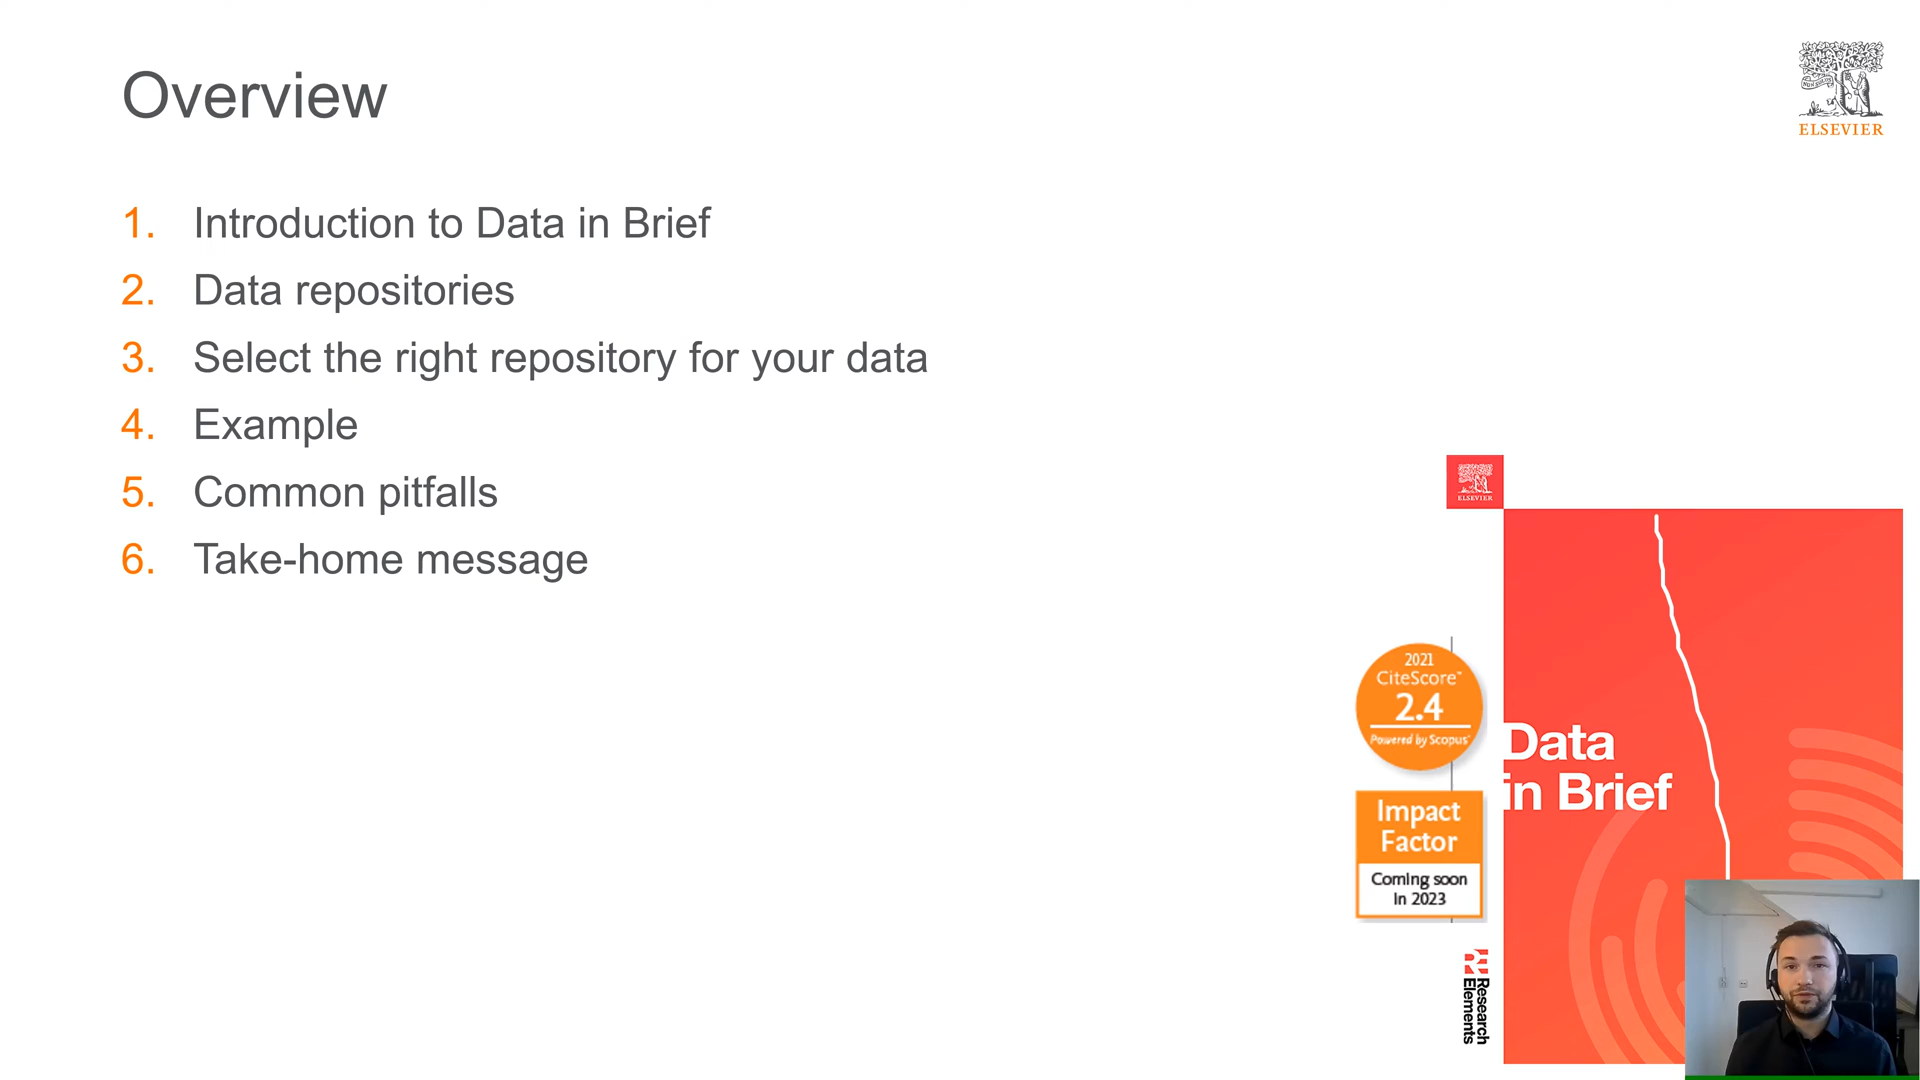 Overview
ELSEVIER
1. Introduction to Data in Brief
2. Data repositories
3. Select the right repository for your data
4. Example
5. Common pitfalls
6. Take-home message
ELSEVIER
2021
CiteScore™
2.4
Powered by Scopus®
Impact
Factor
Coming soon
in 2023
Data
in Brief
Research
Elements